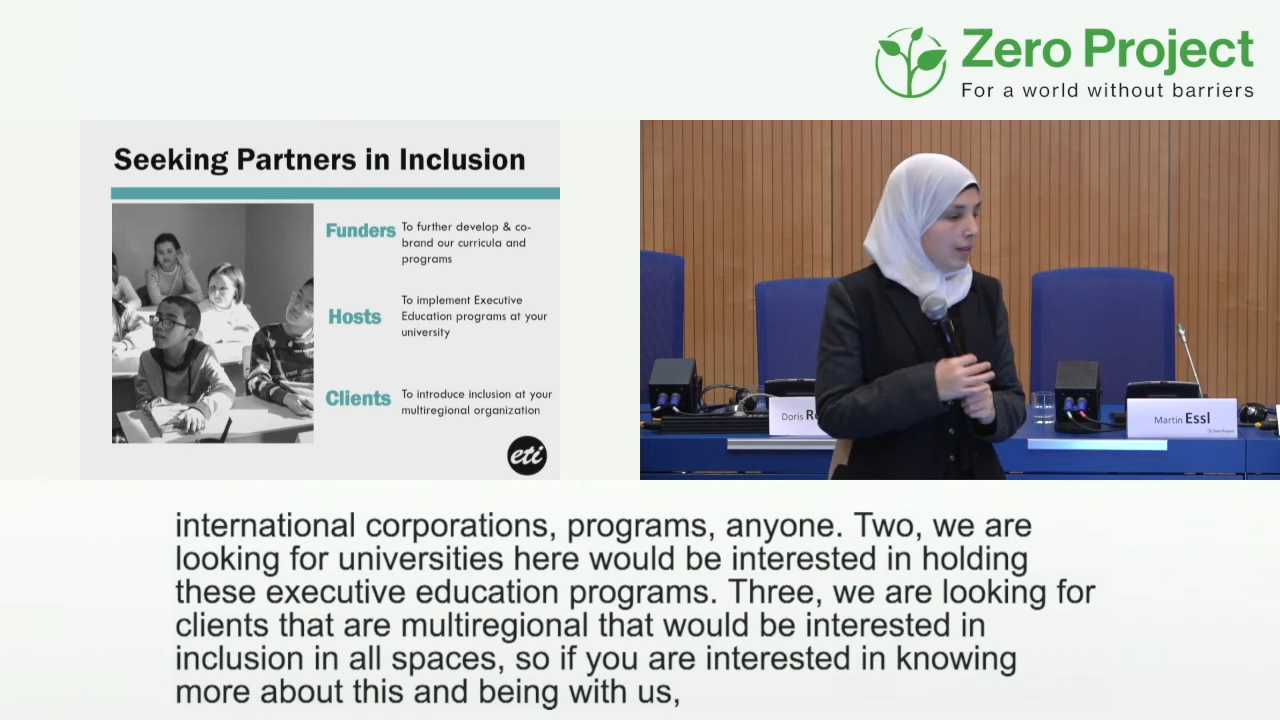 Zero Project
For a world without barriers
Seeking Partners in Inclusion
Funders
To further develop & co-
brand our curricula and
programs
Hosts
To implement Executive
Education programs at your
university
Clients
To introduce inclusion at your
multiregional organization
eti
Doris
Martin Essl
international corporations, programs, anyone. Two, we are
looking for universities here would be interested in holding
these executive education programs. Three, we are looking for
clients that are multiregional that would be interested in
inclusion in all spaces, so if you are interested in knowing
more about this and being with us,